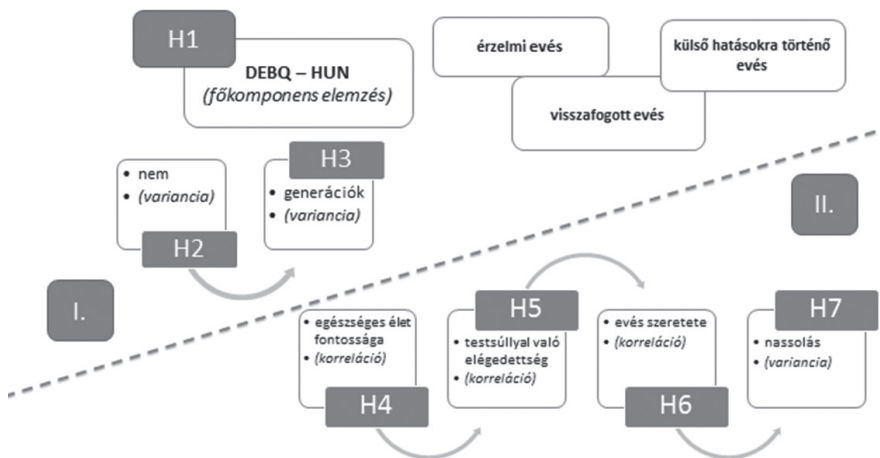 H1
DEBQ – HUN
(főkomponens elemzés)
érzelmi evés
külső hatásokra történő
evés
visszafogott evés
• nem
• (variancia)
H2
H3
• generációk
• (variancia)
I.
II.
• egészséges élet
fontossága
• (korreláció)
H4
H5
• testsúllyal való
elégedettség
• (korreláció)
• evés szeretete
• (korreláció)
H6
H7
• nassolás
• (variancia)